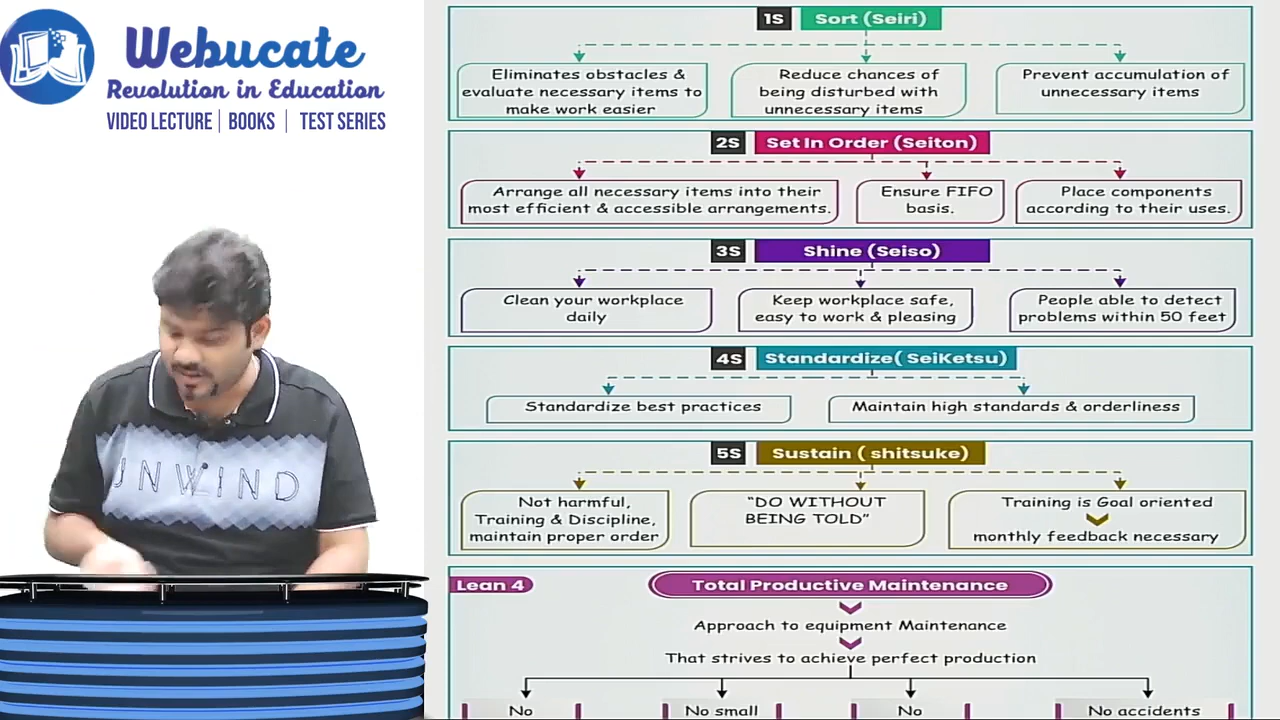 Webucate
Revolution in Education
VIDEO LECTURE | BOOKS | TEST SERIES
UNWIND
1S Sort (Seiri)
Eliminates obstacles &
evaluate necessary items to
make work easier
Reduce chances of
being disturbed with
unnecessary items
Prevent accumulation of
unnecessary items
2S Set In Order (Seiton)
Arrange all necessary items into their
most efficient & accessible arrangements.
Ensure FIFO
basis.
Place components
according to their uses.
3S Shine (Seiso)
Clean your workplace
daily
Keep workplace safe,
easy to work & pleasing
People able to detect
problems within 50 feet
4S Standardize( SeiKetsu)
Standardize best practices
Maintain high standards & orderliness
5S Sustain ( shitsuke)
Not harmful,
Training & Discipline,
maintain proper order
“DO WITHOUT
BEING TOLD”
Training is Goal oriented
monthly feedback necessary
Lean 4
Total Productive Maintenance
Approach to equipment Maintenance
That strives to achieve perfect production
No
No small
No
No accidents